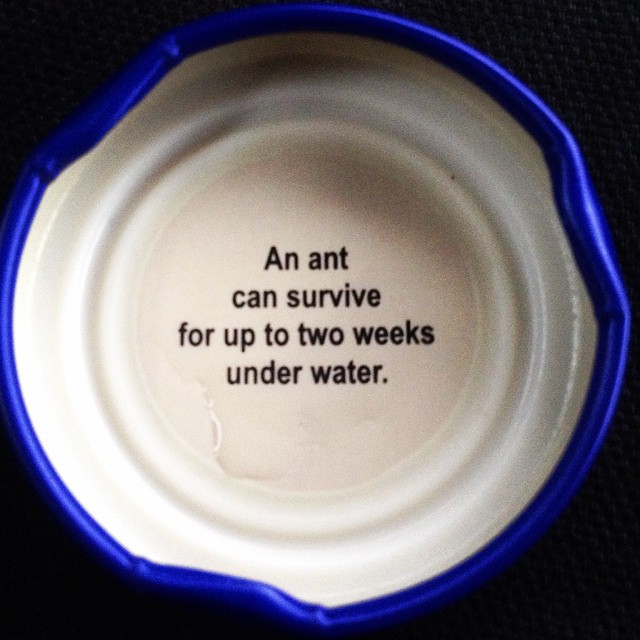 An ant
can survive
for up to two weeks
under water.